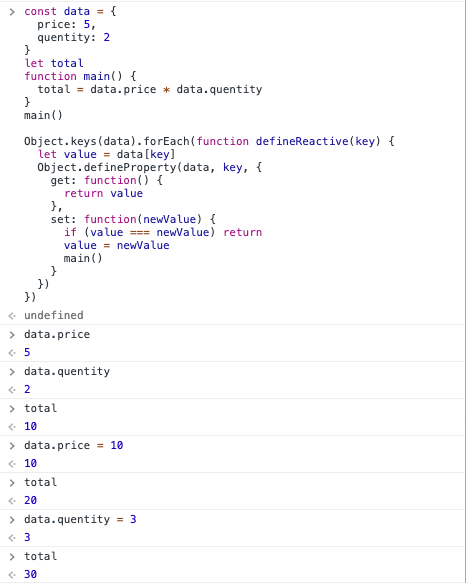 > const data = {
    price: 5,
    quentity: 2
  }
  let total
  function main() {
    total = data.price * data.quentity
  }
  main()

  Object.keys(data).forEach(function defineReactive(key) {
    let value = data[key]
    Object.defineProperty(data, key, {
      get: function() {
        return value
      },
      set: function(newValue) {
        if (value === newValue) return
        value = newValue
        main()
      }
    })
  })
< undefined
> data.price
< 5
> data.quentity
< 2
> total
< 10
> data.price = 10
< 10
> total
< 20
> data.quentity = 3
< 3
> total
< 30